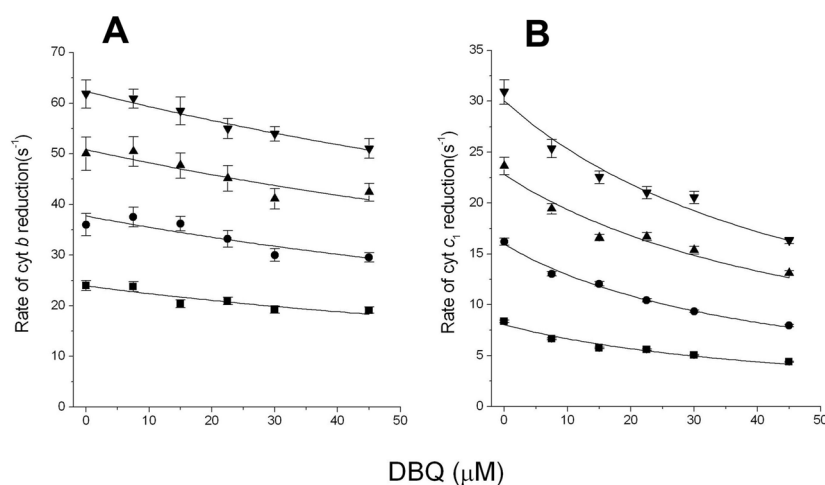 A
B
70
60
50
40
30
20
10
0
Rate of cyt b reduction(s⁻¹)
0 10 20 30 40 50
35
30
25
20
15
10
5
0
Rate of cyt c₁ reduction(s⁻¹)
0 10 20 30 40 50
DBQ (μM)